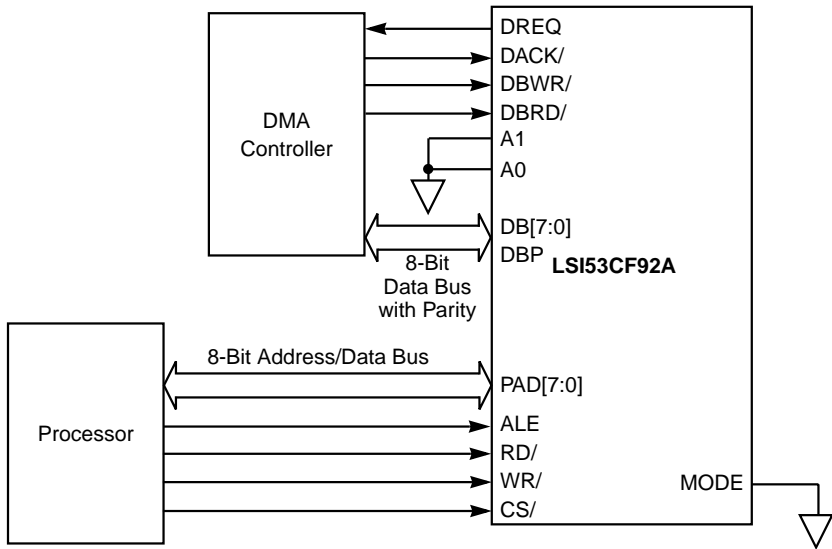 DREQ
DACK/
DBWR/
DBRD/
A1
A0
DMA
Controller
DB[7:0]
DBP
LSI53CF92A
8-Bit
Data Bus
with Parity
8-Bit Address/Data Bus
PAD[7:0]
Processor
ALE
RD/
WR/
CS/
MODE